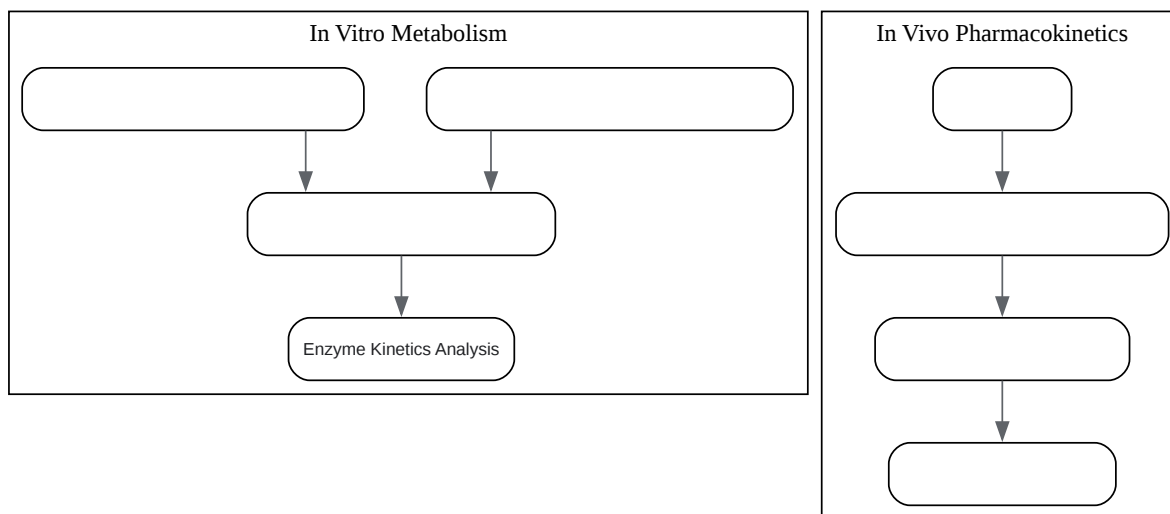 In Vitro Metabolism
Enzyme Kinetics Analysis
In Vivo Pharmacokinetics